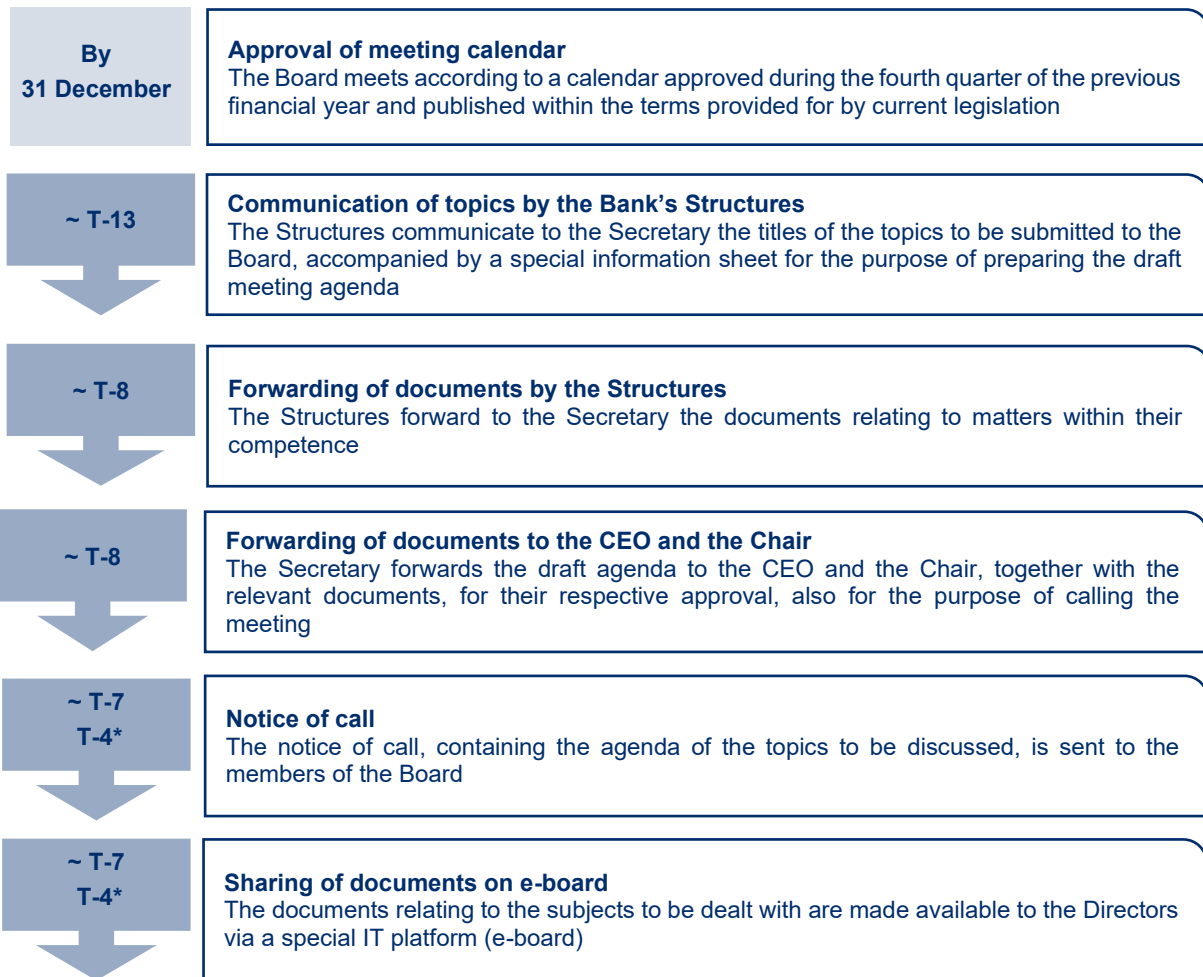 By
31 December
Approval of meeting calendar
The Board meets according to a calendar approved during the fourth quarter of the previous
financial year and published within the terms provided for by current legislation
~ T-13
Communication of topics by the Bank's Structures
The Structures communicate to the Secretary the titles of the topics to be submitted to the
Board, accompanied by a special information sheet for the purpose of preparing the draft
meeting agenda
~ T-8
Forwarding of documents by the Structures
The Structures forward to the Secretary the documents relating to matters within their
competence
~ T-8
Forwarding of documents to the CEO and the Chair
The Secretary forwards the draft agenda to the CEO and the Chair, together with the
relevant documents, for their respective approval, also for the purpose of calling the
meeting
~ T-7
T-4*
Notice of call
The notice of call, containing the agenda of the topics to be discussed, is sent to the
members of the Board
~ T-7
T-4*
Sharing of documents on e-board
The documents relating to the subjects to be dealt with are made available to the Directors
via a special IT platform (e-board)